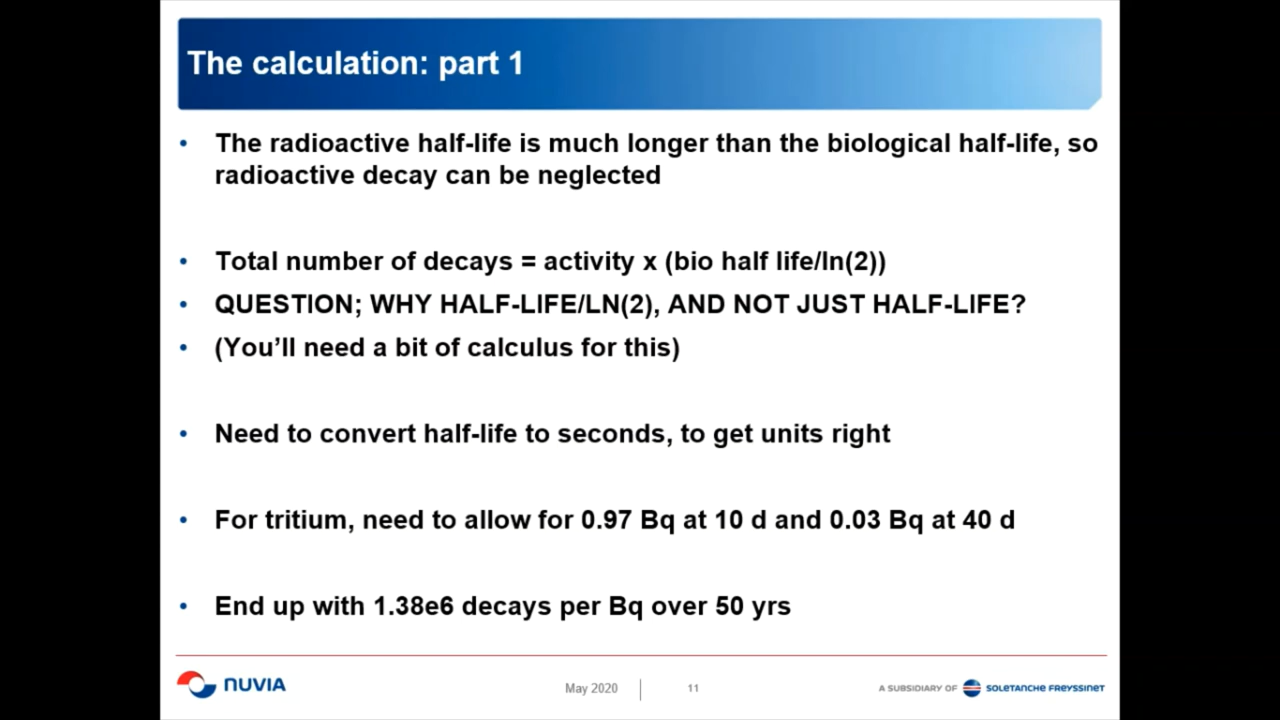 The calculation: part 1
• The radioactive half-life is much longer than the biological half-life, so
radioactive decay can be neglected
• Total number of decays = activity x (bio half life/ln(2))
• QUESTION; WHY HALF-LIFE/LN(2), AND NOT JUST HALF-LIFE?
• (You’ll need a bit of calculus for this)
• Need to convert half-life to seconds, to get units right
• For tritium, need to allow for 0.97 Bq at 10 d and 0.03 Bq at 40 d
• End up with 1.38e6 decays per Bq over 50 yrs
NUVIA
May 2020
11
A SUBSIDIARY OF SOLETANCHE FREYSSINET